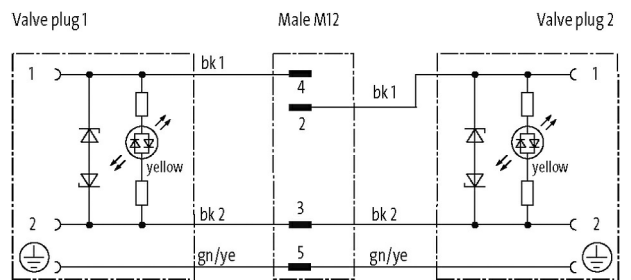 Valve plug 1
Male M12
Valve plug 2
1
bk 1
4
bk 1
1
2
yellow
yellow
2
bk 2
3
bk 2
2
gn/ye
5
gn/ye